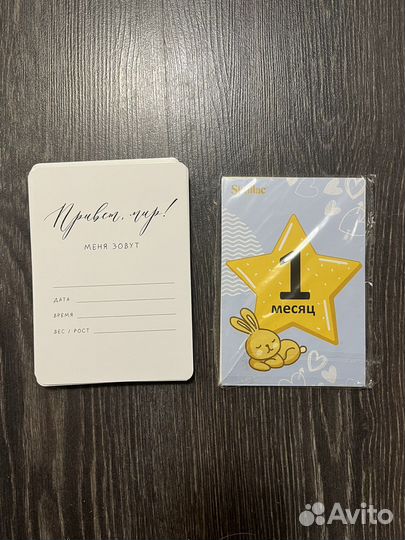 Привет, мир!
МЕНЯ ЗОВУТ
ДАТА
ВРЕМЯ
ВЕС / РОСТ
Similac
1
месяц
Avito